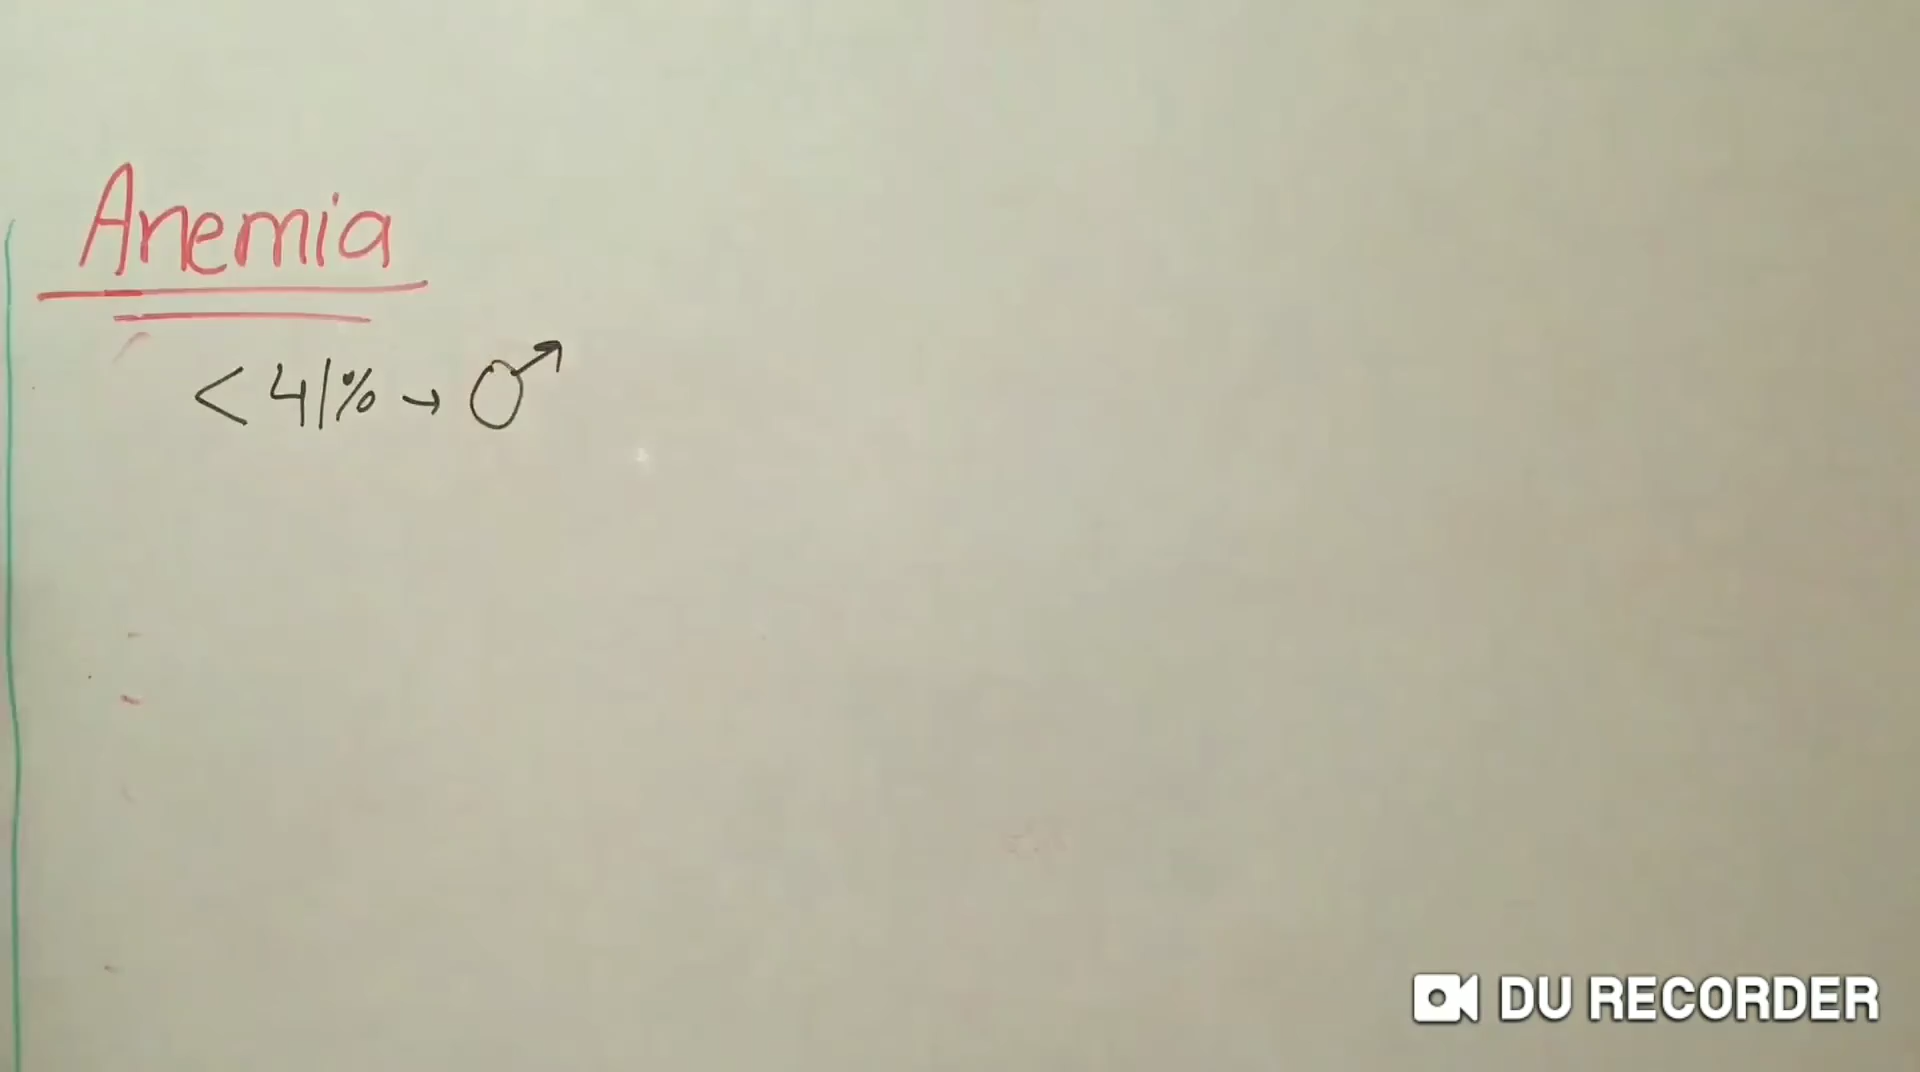 Anemia
< 41% → ♂
DU RECORDER